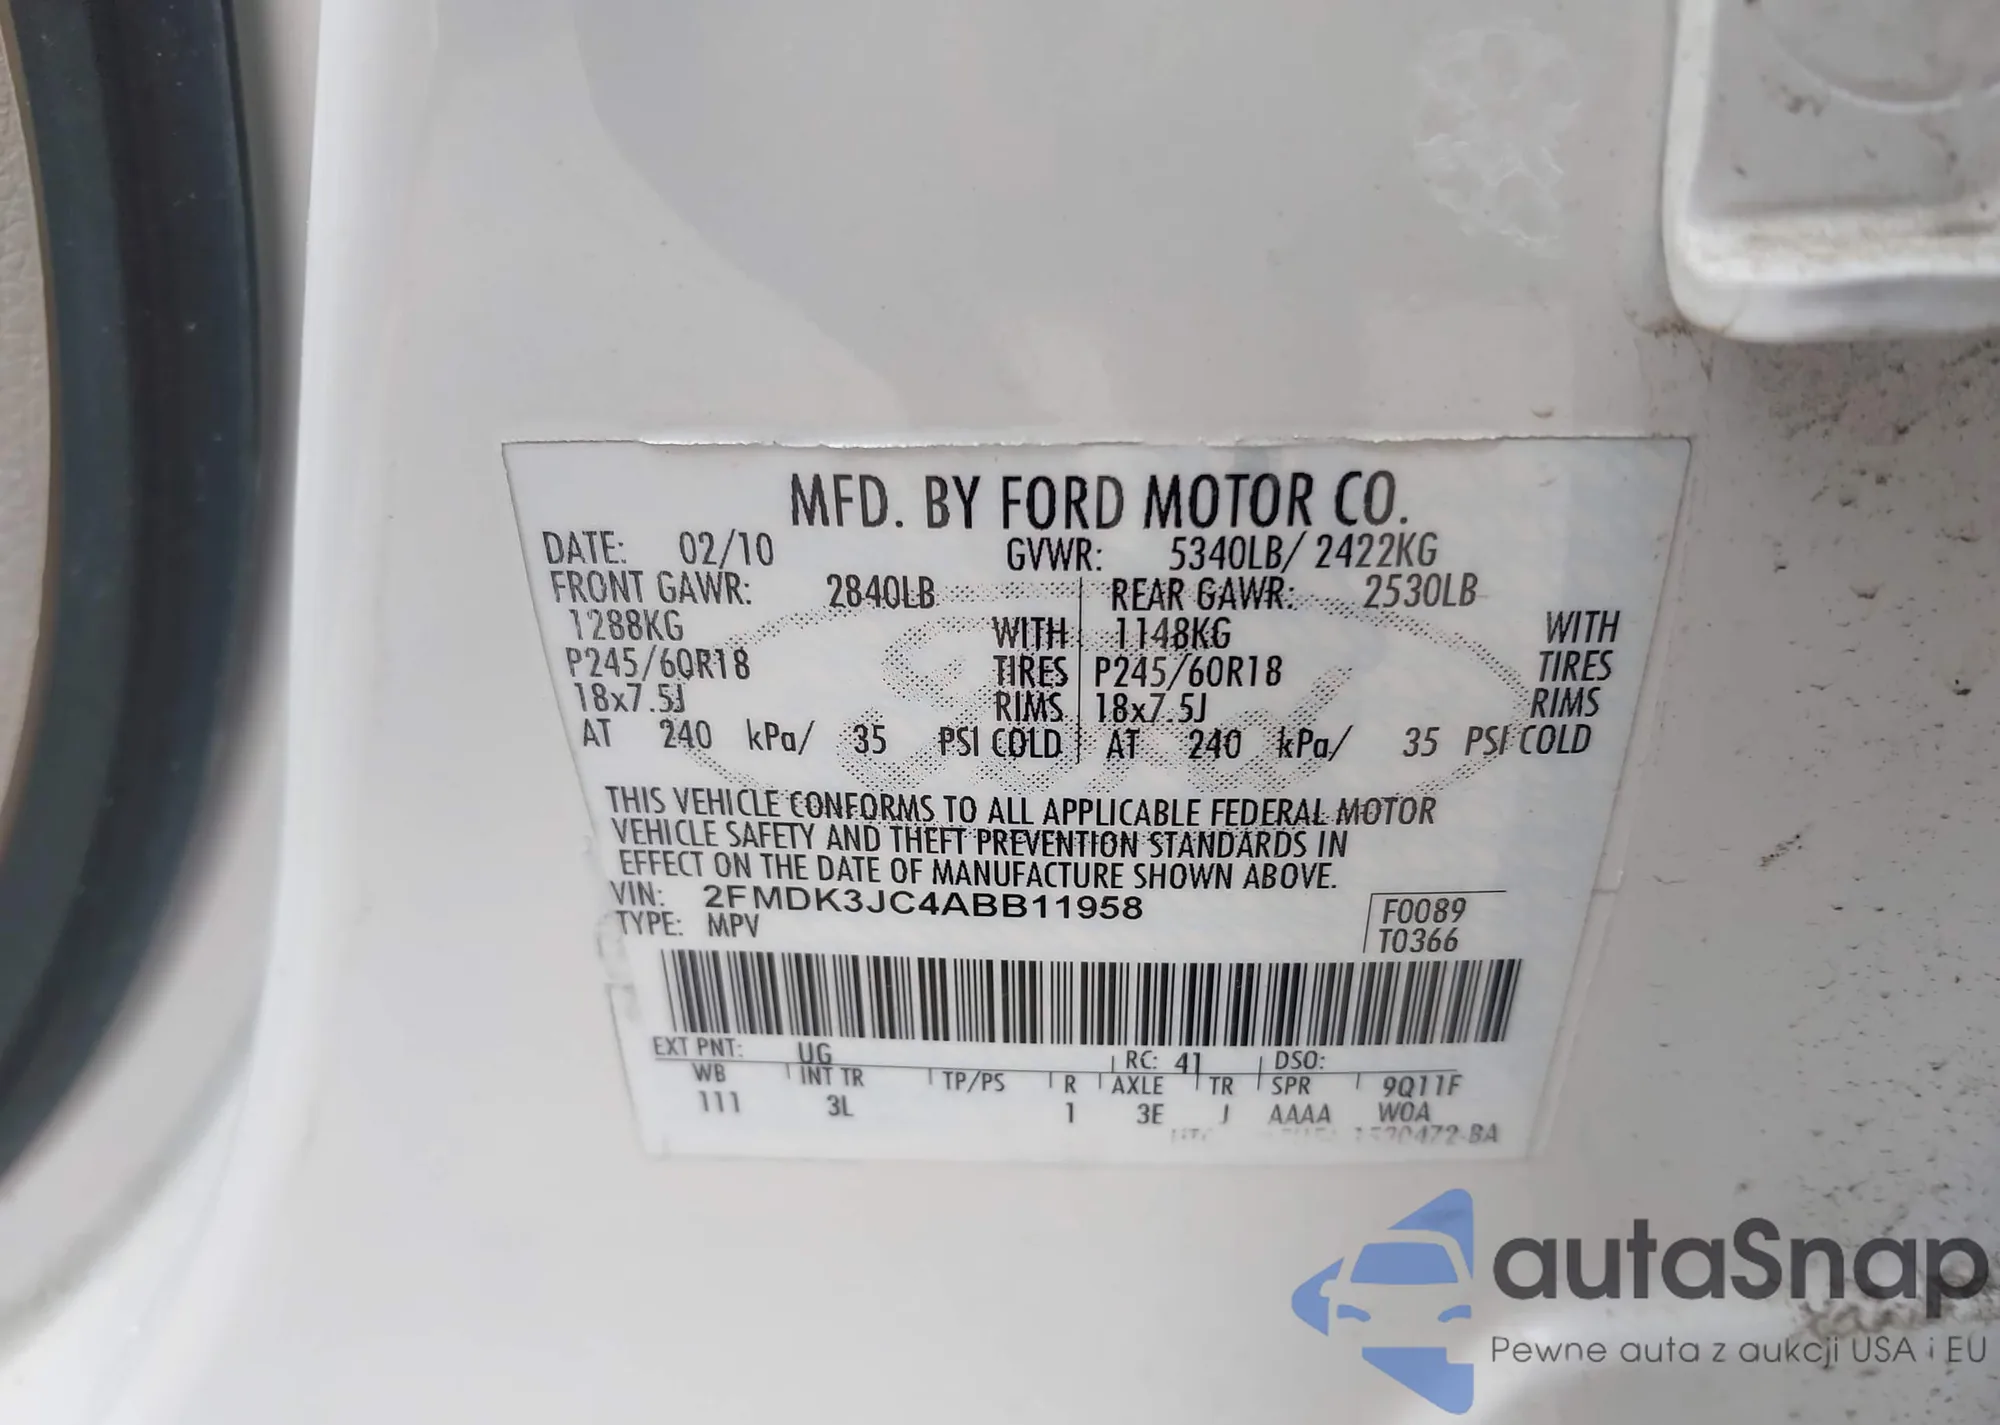 MFD. BY FORD MOTOR CO.
DATE: 02/10 GVWR: 5340LB/ 2422KG
FRONT GAWR: 2840LB REAR GAWR: 2530LB
1288KG WITH 1148KG WITH
P245/60R18 TIRES P245/60R18 TIRES
18x7.5J RIMS 18x7.5J RIMS
AT 240 kPa/ 35 PSI COLD AT 240 kPa/ 35 PSI COLD
THIS VEHICLE CONFORMS TO ALL APPLICABLE FEDERAL MOTOR
VEHICLE SAFETY AND THEFT PREVENTION STANDARDS IN
EFFECT ON THE DATE OF MANUFACTURE SHOWN ABOVE.
VIN: 2FMDK3JC4ABB11958
TYPE: MPV
F0089
T0366
EXT PNT: UG RC: 41 DSO:
WB INT TR TP/PS R AXLE TR SPR 9Q11F
111 3L 1 3E J AAAA WOA
autaSnap
Pewne auta z aukcji USA i EU